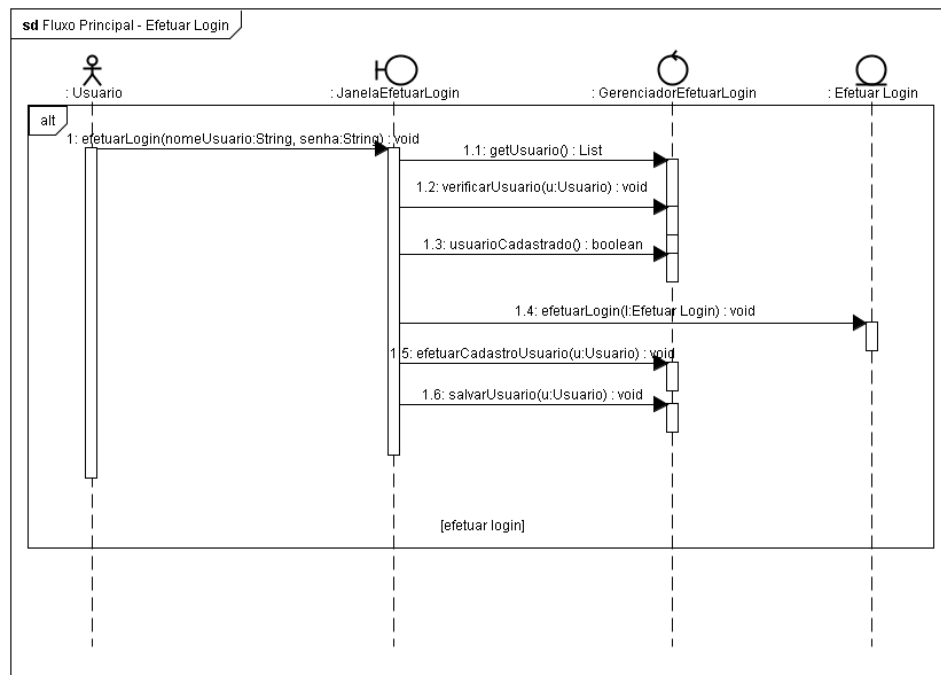 sd Fluxo Principal - Efetuar Login
: Usuario
: JanelaEfetuarLogin
: GerenciadorEfetuarLogin
: Efetuar Login
alt
1: efetuarLogin(nomeUsuario:String, senha:String) : void
1.1: getUsuario() : List
1.2: verificarUsuario(u:Usuario) : void
1.3: usuarioCadastrado() : boolean
1.4: efetuarLogin(l:Efetuar Login) : void
1.5: efetuarCadastroUsuario(u:Usuario) : void
1.6: salvarUsuario(u:Usuario) : void
[efetuar login]